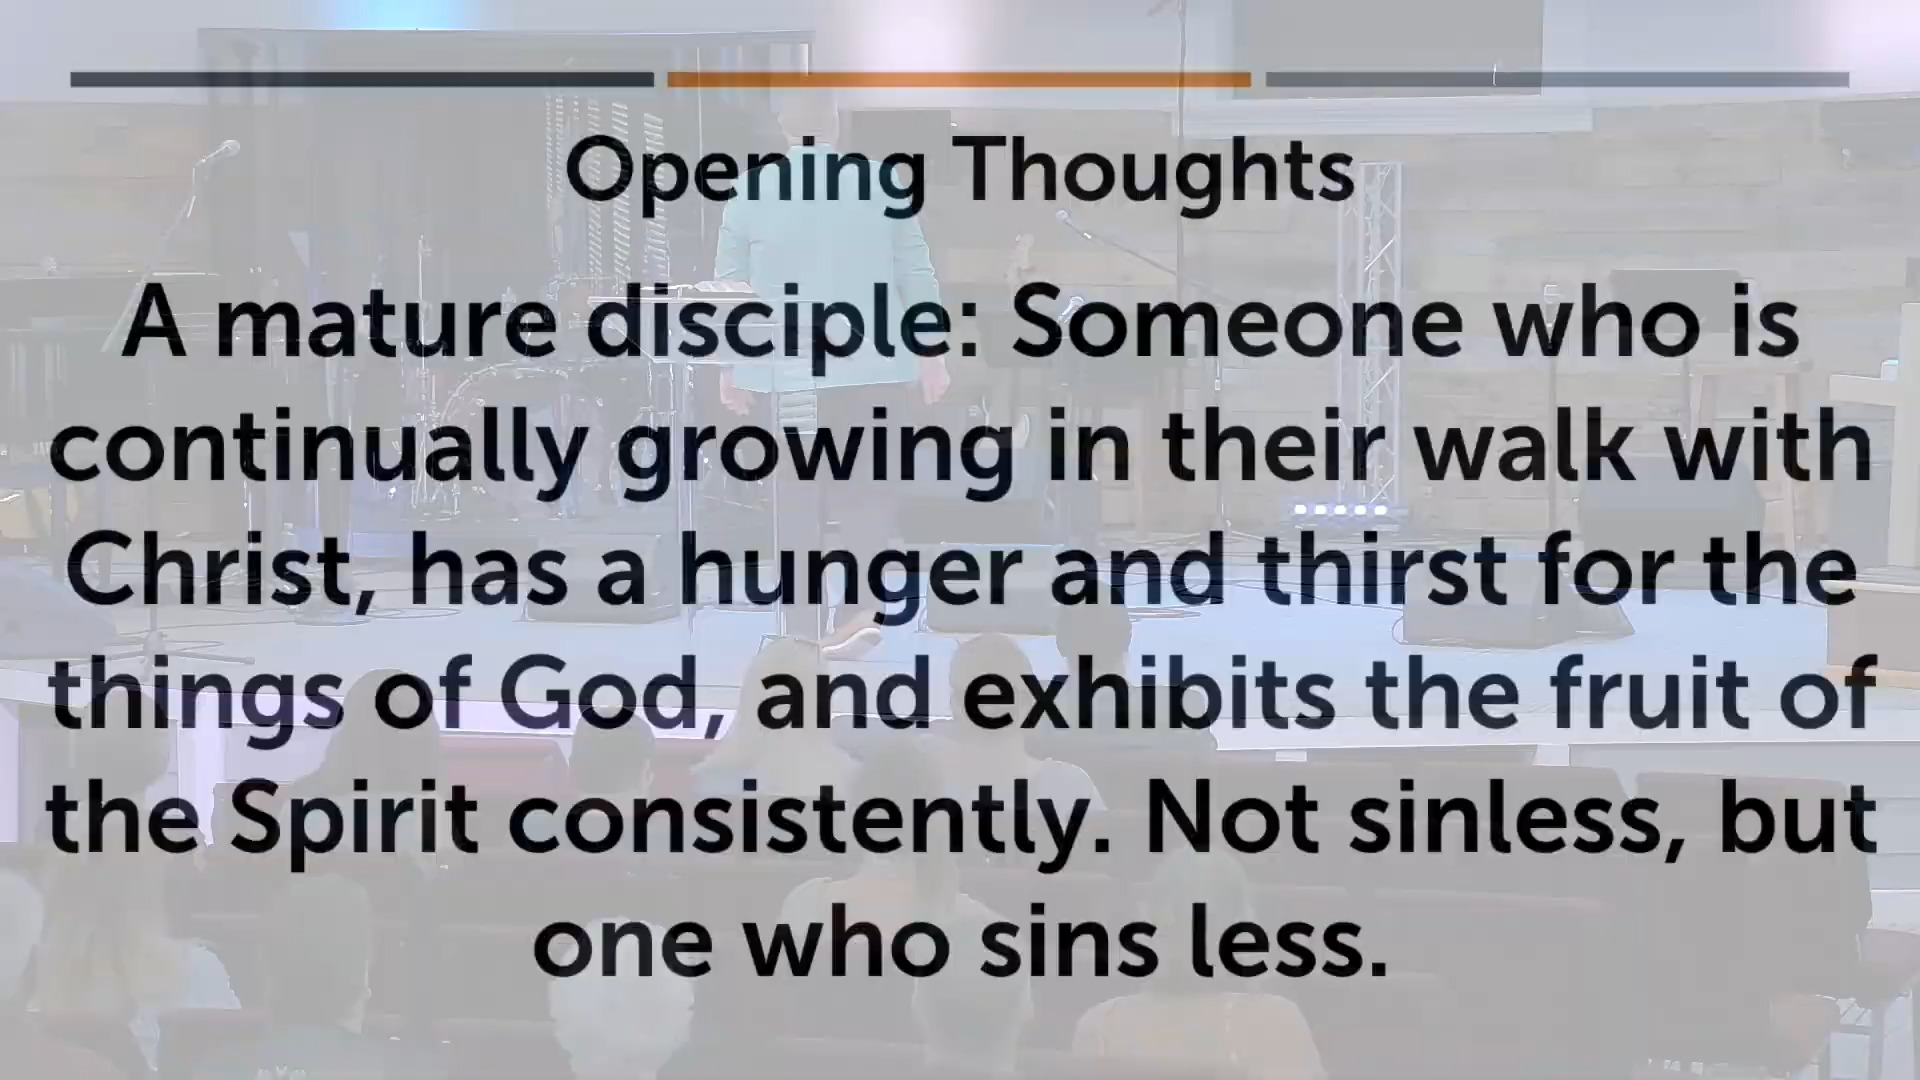 Opening Thoughts
A mature disciple: Someone who is
continually growing in their walk with
Christ, has a hunger and thirst for the
things of God, and exhibits the fruit of
the Spirit consistently. Not sinless, but
one who sins less.